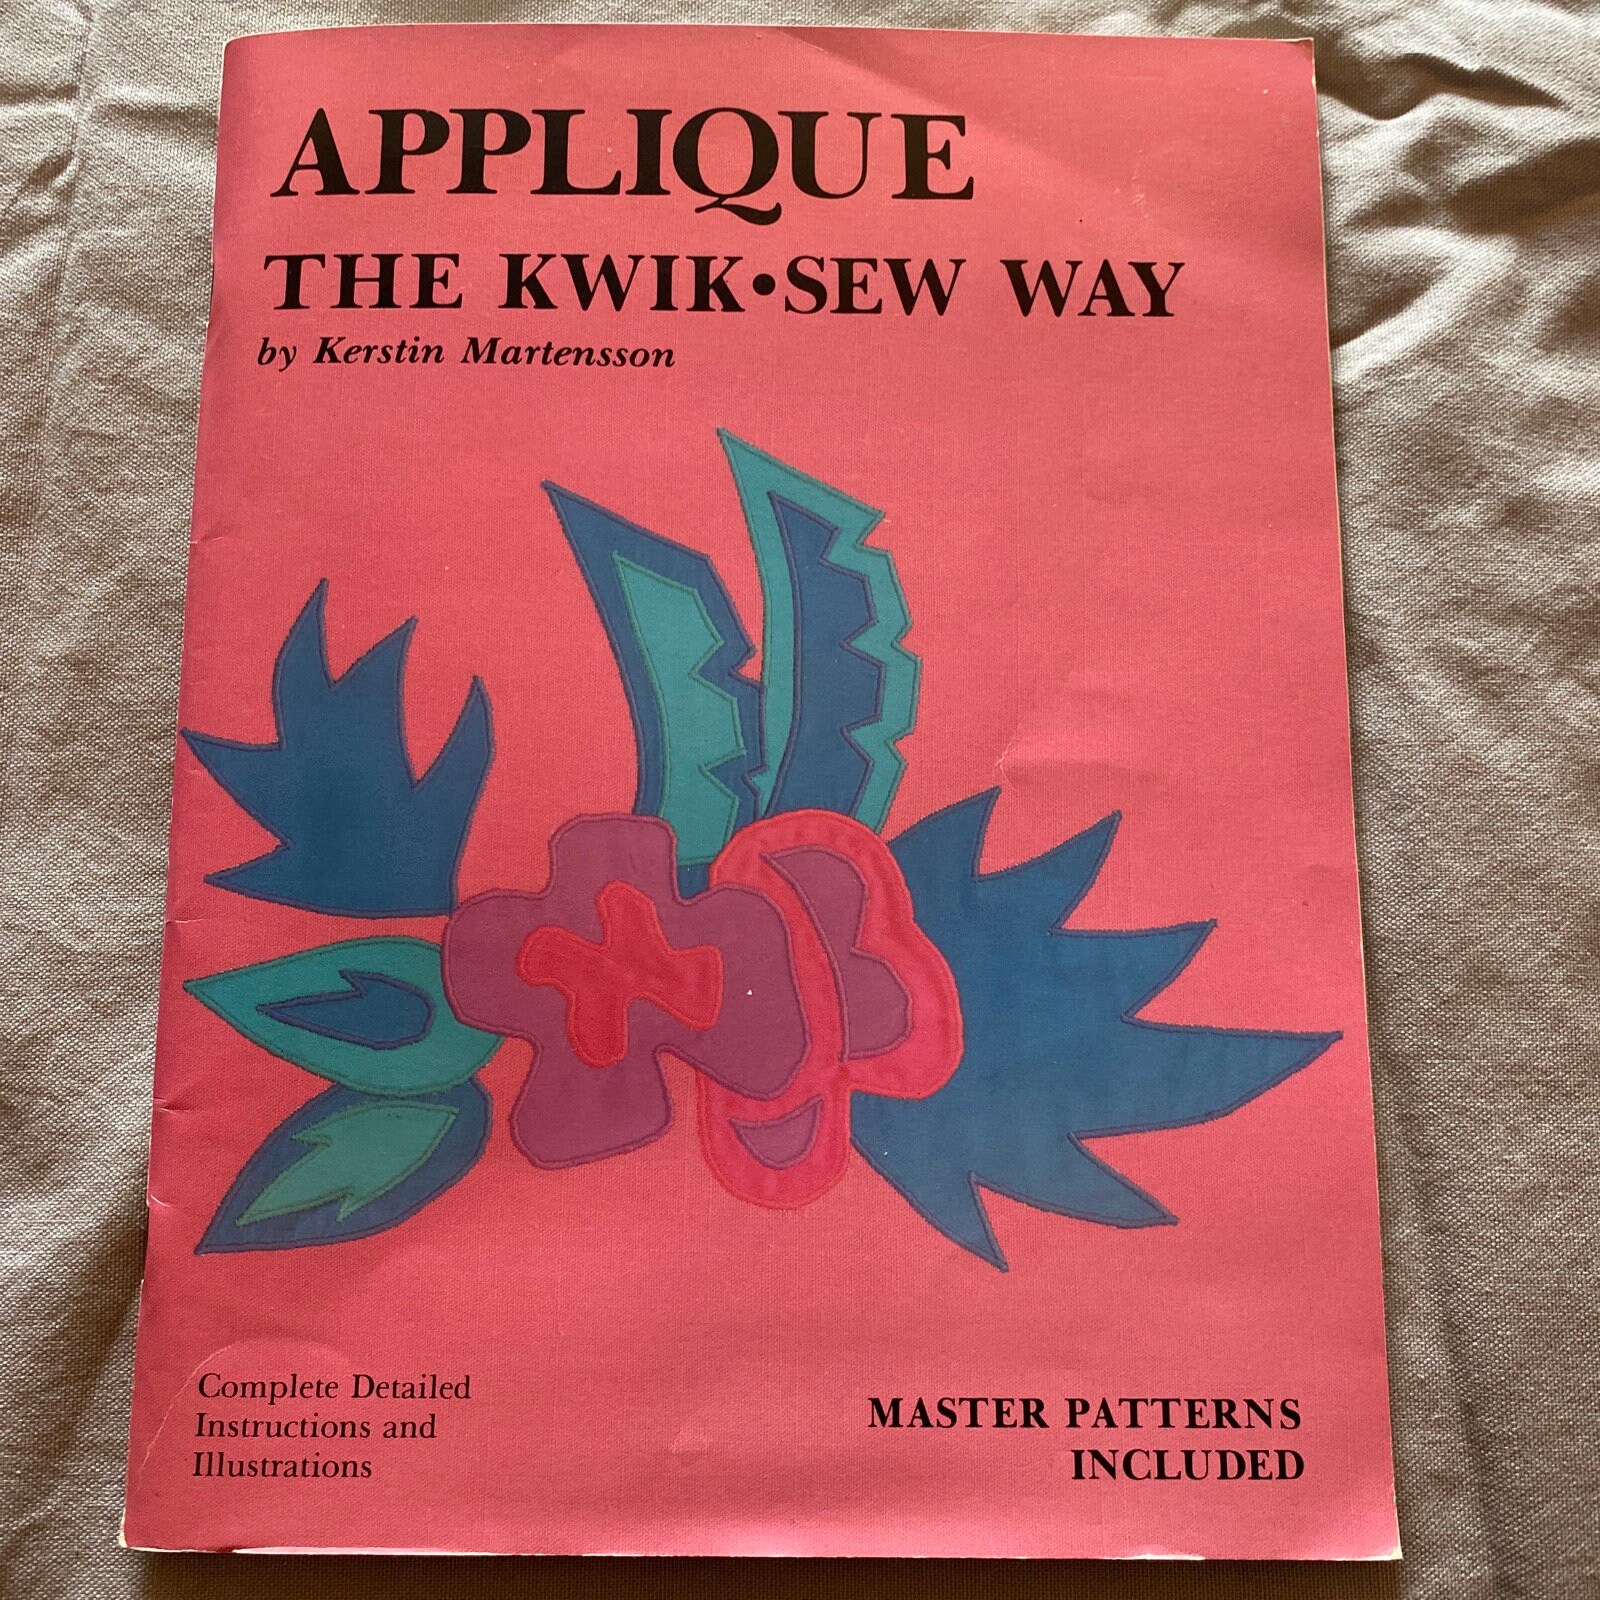 APPLIQUE
THE KWIK•SEW WAY
by Kerstin Martensson
Complete Detailed
Instructions and
Illustrations
MASTER PATTERNS
INCLUDED